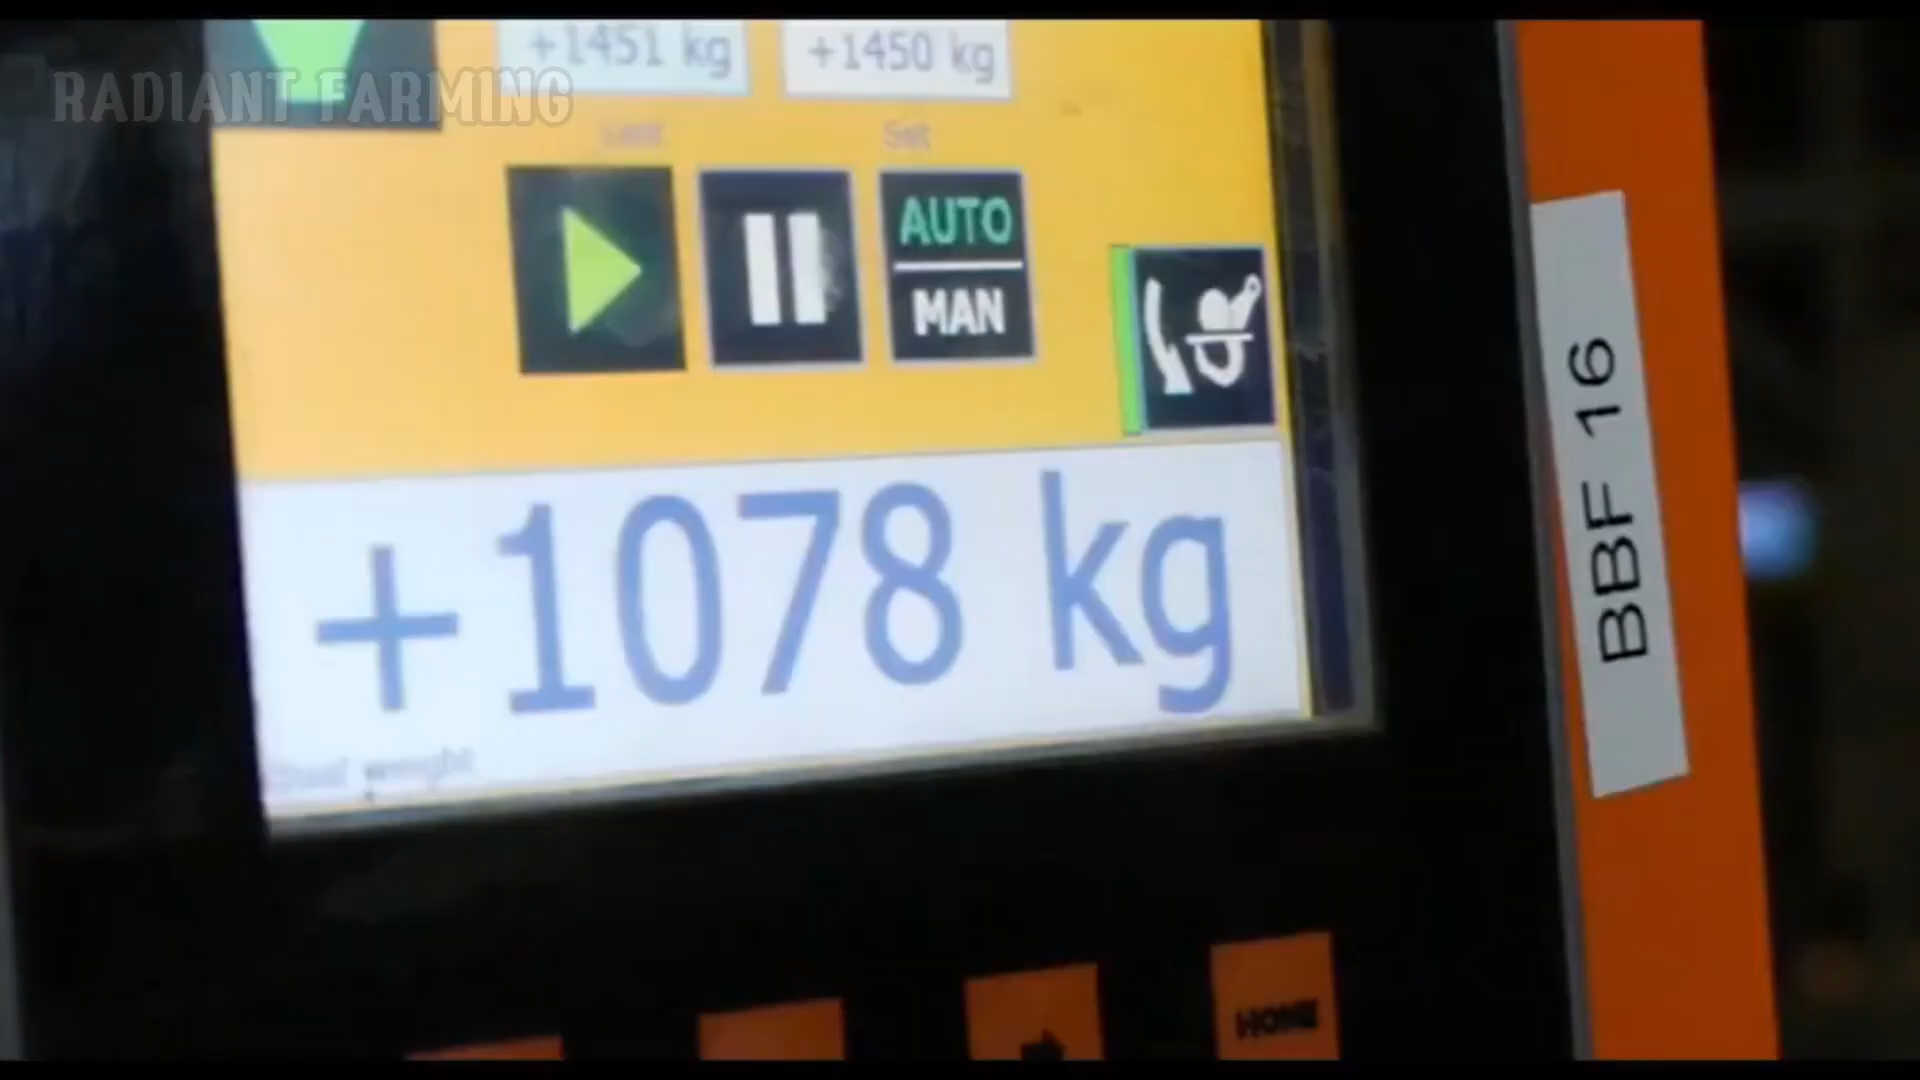 +1451 kg
+1450 kg
RADIANT FARMING
Last
Set
AUTO
MAN
+1078 kg
BBF 16
HOME